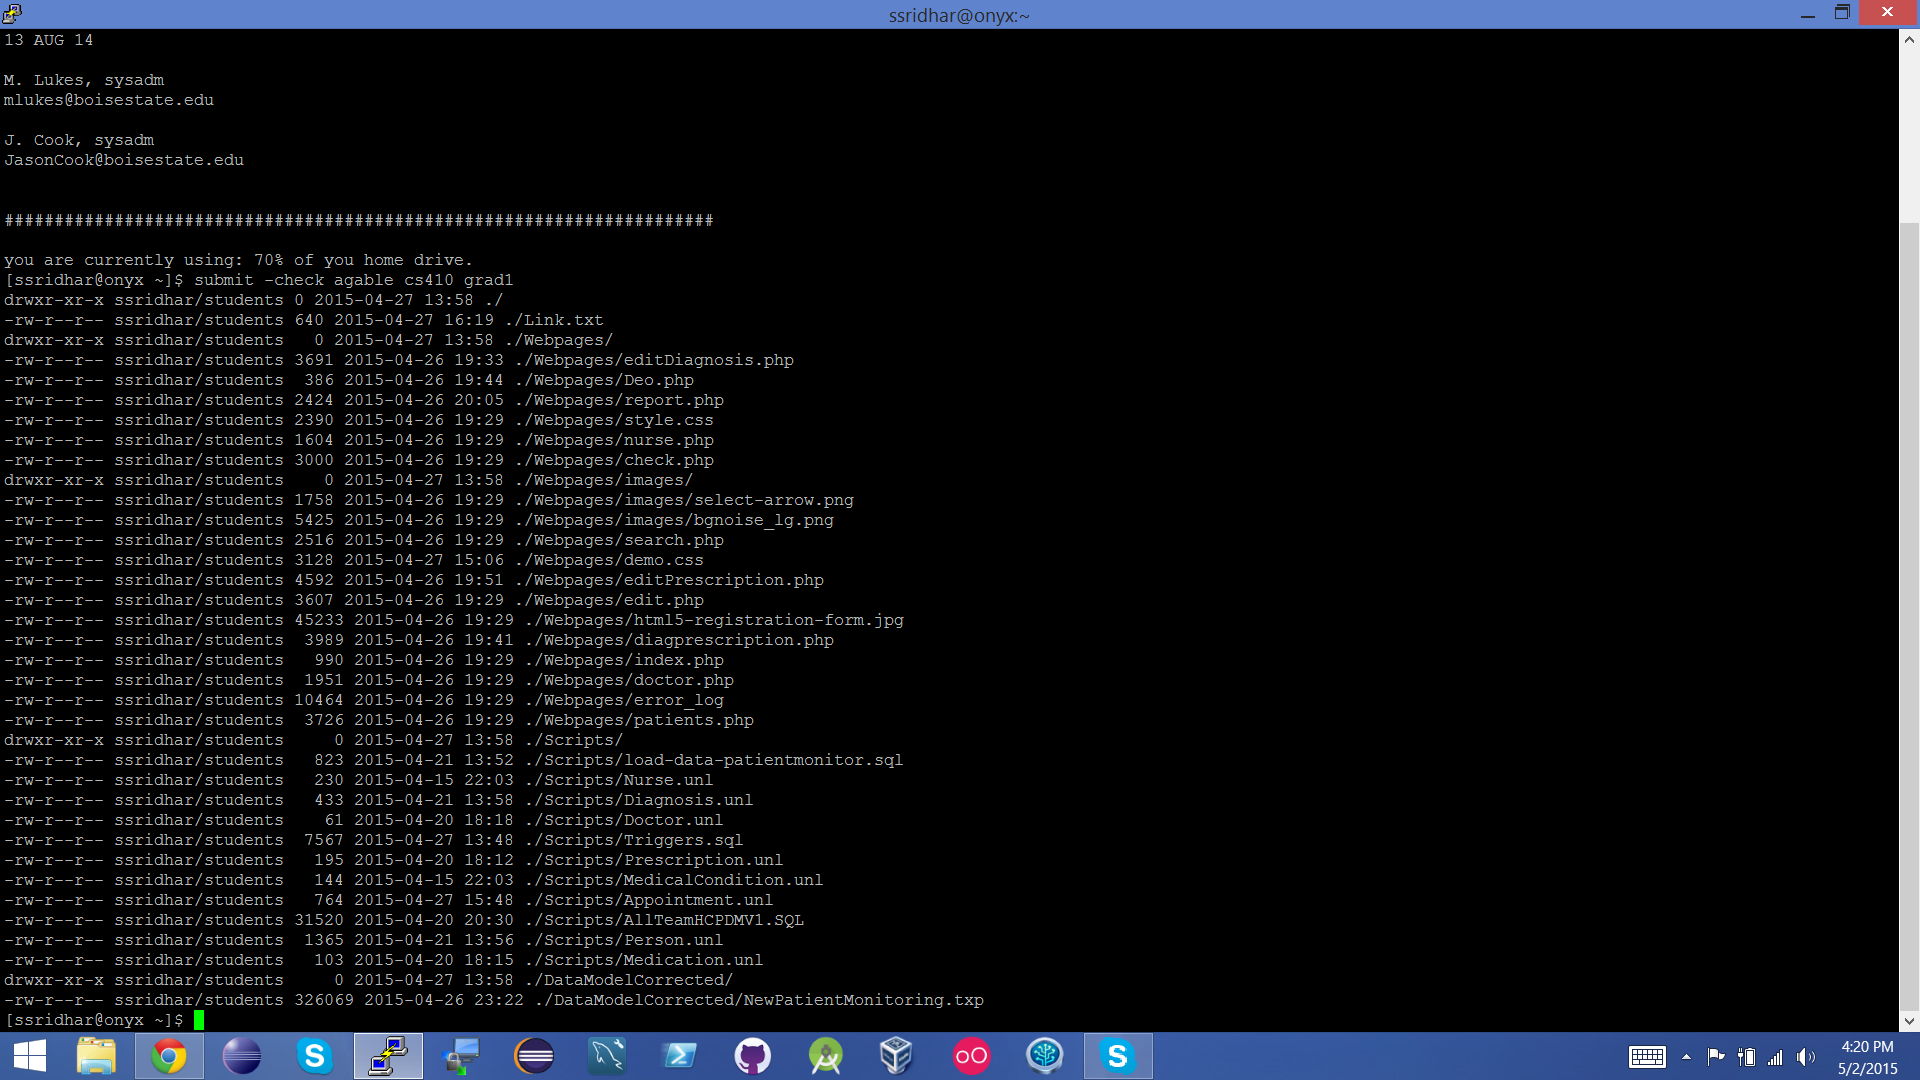 ssridhar@onyx:~
13 AUG 14
M. Lukes, sysadm
mlukes@boisestate.edu
J. Cook, sysadm
JasonCook@boisestate.edu
#######################################################################
you are currently using: 70% of you home drive.
[ssridhar@onyx ~]$ submit -check agable cs410 grad1
drwxr-xr-x ssridhar/students 0 2015-04-27 13:58 ./
-rw-r--r-- ssridhar/students 640 2015-04-27 16:19 ./Link.txt
drwxr-xr-x ssridhar/students   0 2015-04-27 13:58 ./Webpages/
-rw-r--r-- ssridhar/students 3691 2015-04-26 19:33 ./Webpages/editDiagnosis.php
-rw-r--r-- ssridhar/students  386 2015-04-26 19:44 ./Webpages/Deo.php
-rw-r--r-- ssridhar/students 2424 2015-04-26 20:05 ./Webpages/report.php
-rw-r--r-- ssridhar/students 2390 2015-04-26 19:29 ./Webpages/style.css
-rw-r--r-- ssridhar/students 1604 2015-04-26 19:29 ./Webpages/nurse.php
-rw-r--r-- ssridhar/students 3000 2015-04-26 19:29 ./Webpages/check.php
drwxr-xr-x ssridhar/students    0 2015-04-27 13:58 ./Webpages/images/
-rw-r--r-- ssridhar/students 1758 2015-04-26 19:29 ./Webpages/images/select-arrow.png
-rw-r--r-- ssridhar/students 5425 2015-04-26 19:29 ./Webpages/images/bgnoise_lg.png
-rw-r--r-- ssridhar/students 2516 2015-04-26 19:29 ./Webpages/search.php
-rw-r--r-- ssridhar/students 3128 2015-04-27 15:06 ./Webpages/demo.css
-rw-r--r-- ssridhar/students 4592 2015-04-26 19:51 ./Webpages/editPrescription.php
-rw-r--r-- ssridhar/students 3607 2015-04-26 19:29 ./Webpages/edit.php
-rw-r--r-- ssridhar/students 45233 2015-04-26 19:29 ./Webpages/html5-registration-form.jpg
-rw-r--r-- ssridhar/students  3989 2015-04-26 19:41 ./Webpages/diagprescription.php
-rw-r--r-- ssridhar/students   990 2015-04-26 19:29 ./Webpages/index.php
-rw-r--r-- ssridhar/students  1951 2015-04-26 19:29 ./Webpages/doctor.php
-rw-r--r-- ssridhar/students 10464 2015-04-26 19:29 ./Webpages/error_log
-rw-r--r-- ssridhar/students  3726 2015-04-26 19:29 ./Webpages/patients.php
drwxr-xr-x ssridhar/students     0 2015-04-27 13:58 ./Scripts/
-rw-r--r-- ssridhar/students   823 2015-04-21 13:52 ./Scripts/load-data-patientmonitor.sql
-rw-r--r-- ssridhar/students   230 2015-04-15 22:03 ./Scripts/Nurse.unl
-rw-r--r-- ssridhar/students   433 2015-04-21 13:58 ./Scripts/Diagnosis.unl
-rw-r--r-- ssridhar/students    61 2015-04-20 18:18 ./Scripts/Doctor.unl
-rw-r--r-- ssridhar/students  7567 2015-04-27 13:48 ./Scripts/Triggers.sql
-rw-r--r-- ssridhar/students   195 2015-04-20 18:12 ./Scripts/Prescription.unl
-rw-r--r-- ssridhar/students   144 2015-04-15 22:03 ./Scripts/MedicalCondition.unl
-rw-r--r-- ssridhar/students   764 2015-04-27 15:48 ./Scripts/Appointment.unl
-rw-r--r-- ssridhar/students 31520 2015-04-20 20:30 ./Scripts/AllTeamHCPDMV1.SQL
-rw-r--r-- ssridhar/students  1365 2015-04-21 13:56 ./Scripts/Person.unl
-rw-r--r-- ssridhar/students   103 2015-04-20 18:15 ./Scripts/Medication.unl
drwxr-xr-x ssridhar/students     0 2015-04-27 13:58 ./DataModelCorrected/
-rw-r--r-- ssridhar/students 326069 2015-04-26 23:22 ./DataModelCorrected/NewPatientMonitoring.txp
[ssridhar@onyx ~]$
4:20 PM
5/2/2015